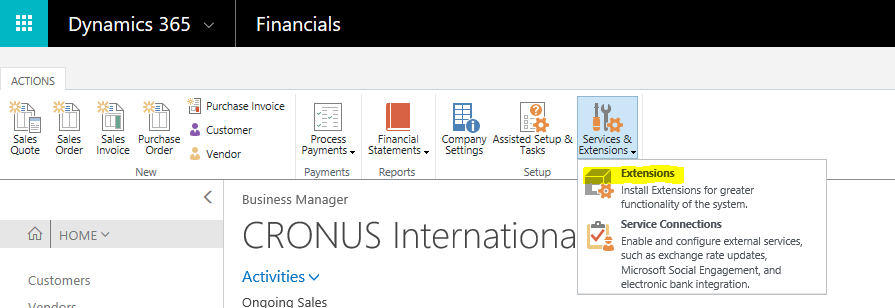 Dynamics 365 Financials
ACTIONS
Sales
Quote
Sales
Order
Sales
Invoice
Purchase
Order
Purchase Invoice
Customer
Vendor
New
Process
Payments
Payments
Financial
Statements
Reports
Company
Settings
Assisted Setup &
Tasks
Setup
Services &
Extensions
Extensions
Install Extensions for greater
functionality of the system.
Service Connections
Enable and configure external services,
such as exchange rate updates,
Microsoft Social Engagement, and
electronic bank integration.
HOME
Customers
Vendors
Business Manager
CRONUS Internationa
Activities
Ongoing Sales